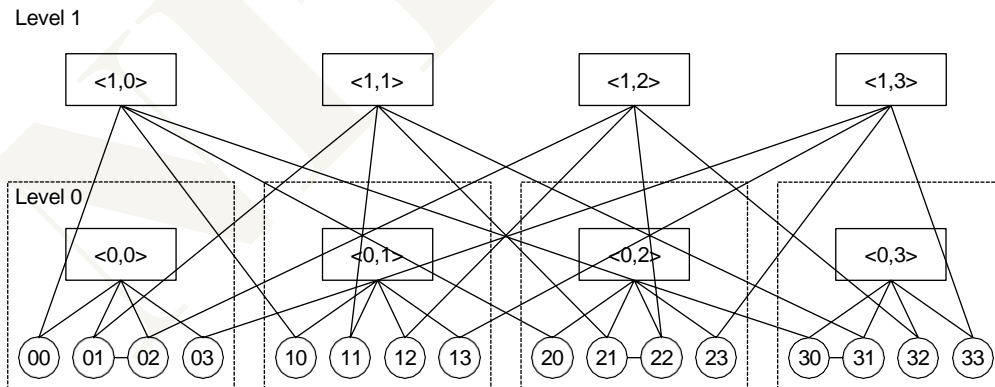 Level 1
<1,0> <1,1> <1,2> <1,3>
Level 0
<0,0> <0,1> <0,2> <0,3>
00 01 02 03 10 11 12 13 20 21 22 23 30 31 32 33